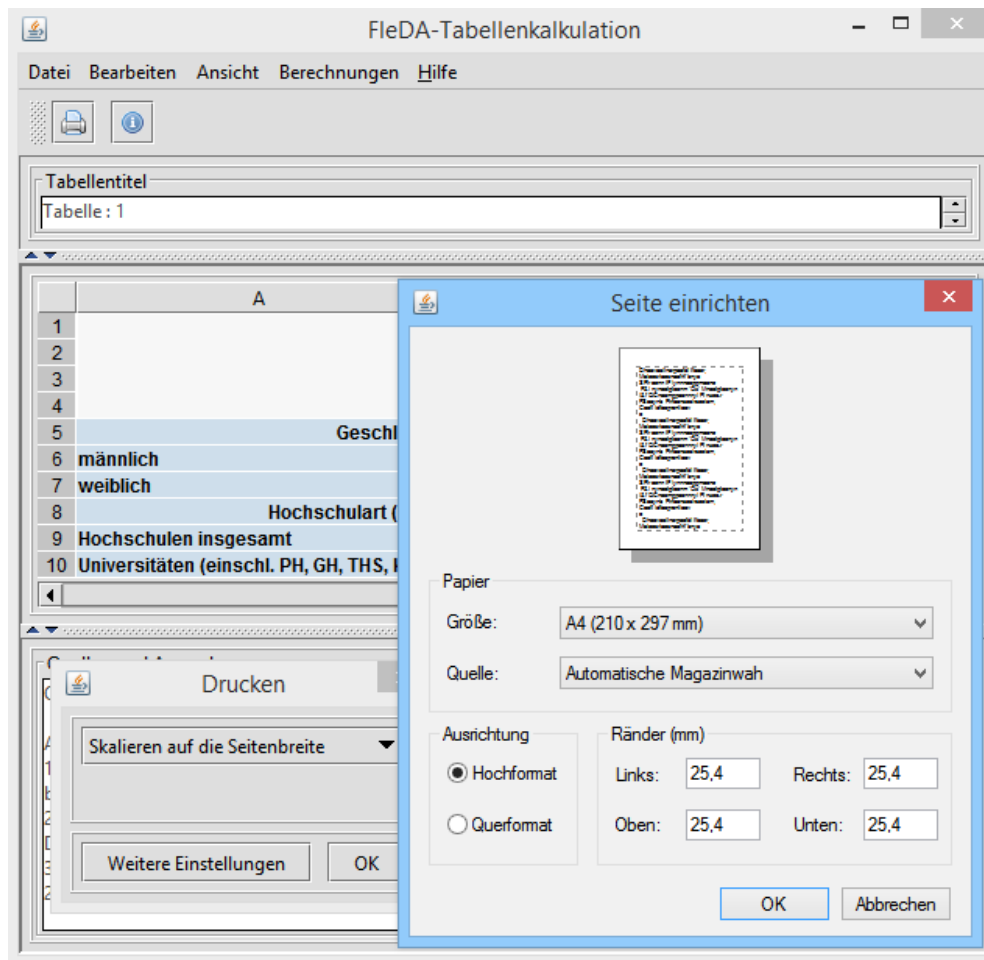 FleDA-Tabellenkalkulation
Datei Bearbeiten Ansicht Berechnungen Hilfe
Tabellentitel
Tabelle : 1
A
1
2
3
4
5 Geschl
6 männlich
7 weiblich
8 Hochschulart (
9 Hochschulen insgesamt
10 Universitäten (einschl. PH, GH, THS,
Drucken
Skalieren auf die Seitenbreite
Weitere Einstellungen OK
Seite einrichten
Papier
Größe: A4 (210 x 297 mm)
Quelle: Automatische Magazinwah
Ausrichtung
Hochformat
Querformat
Ränder (mm)
Links: 25,4 Rechts: 25,4
Oben: 25,4 Unten: 25,4
OK Abbrechen